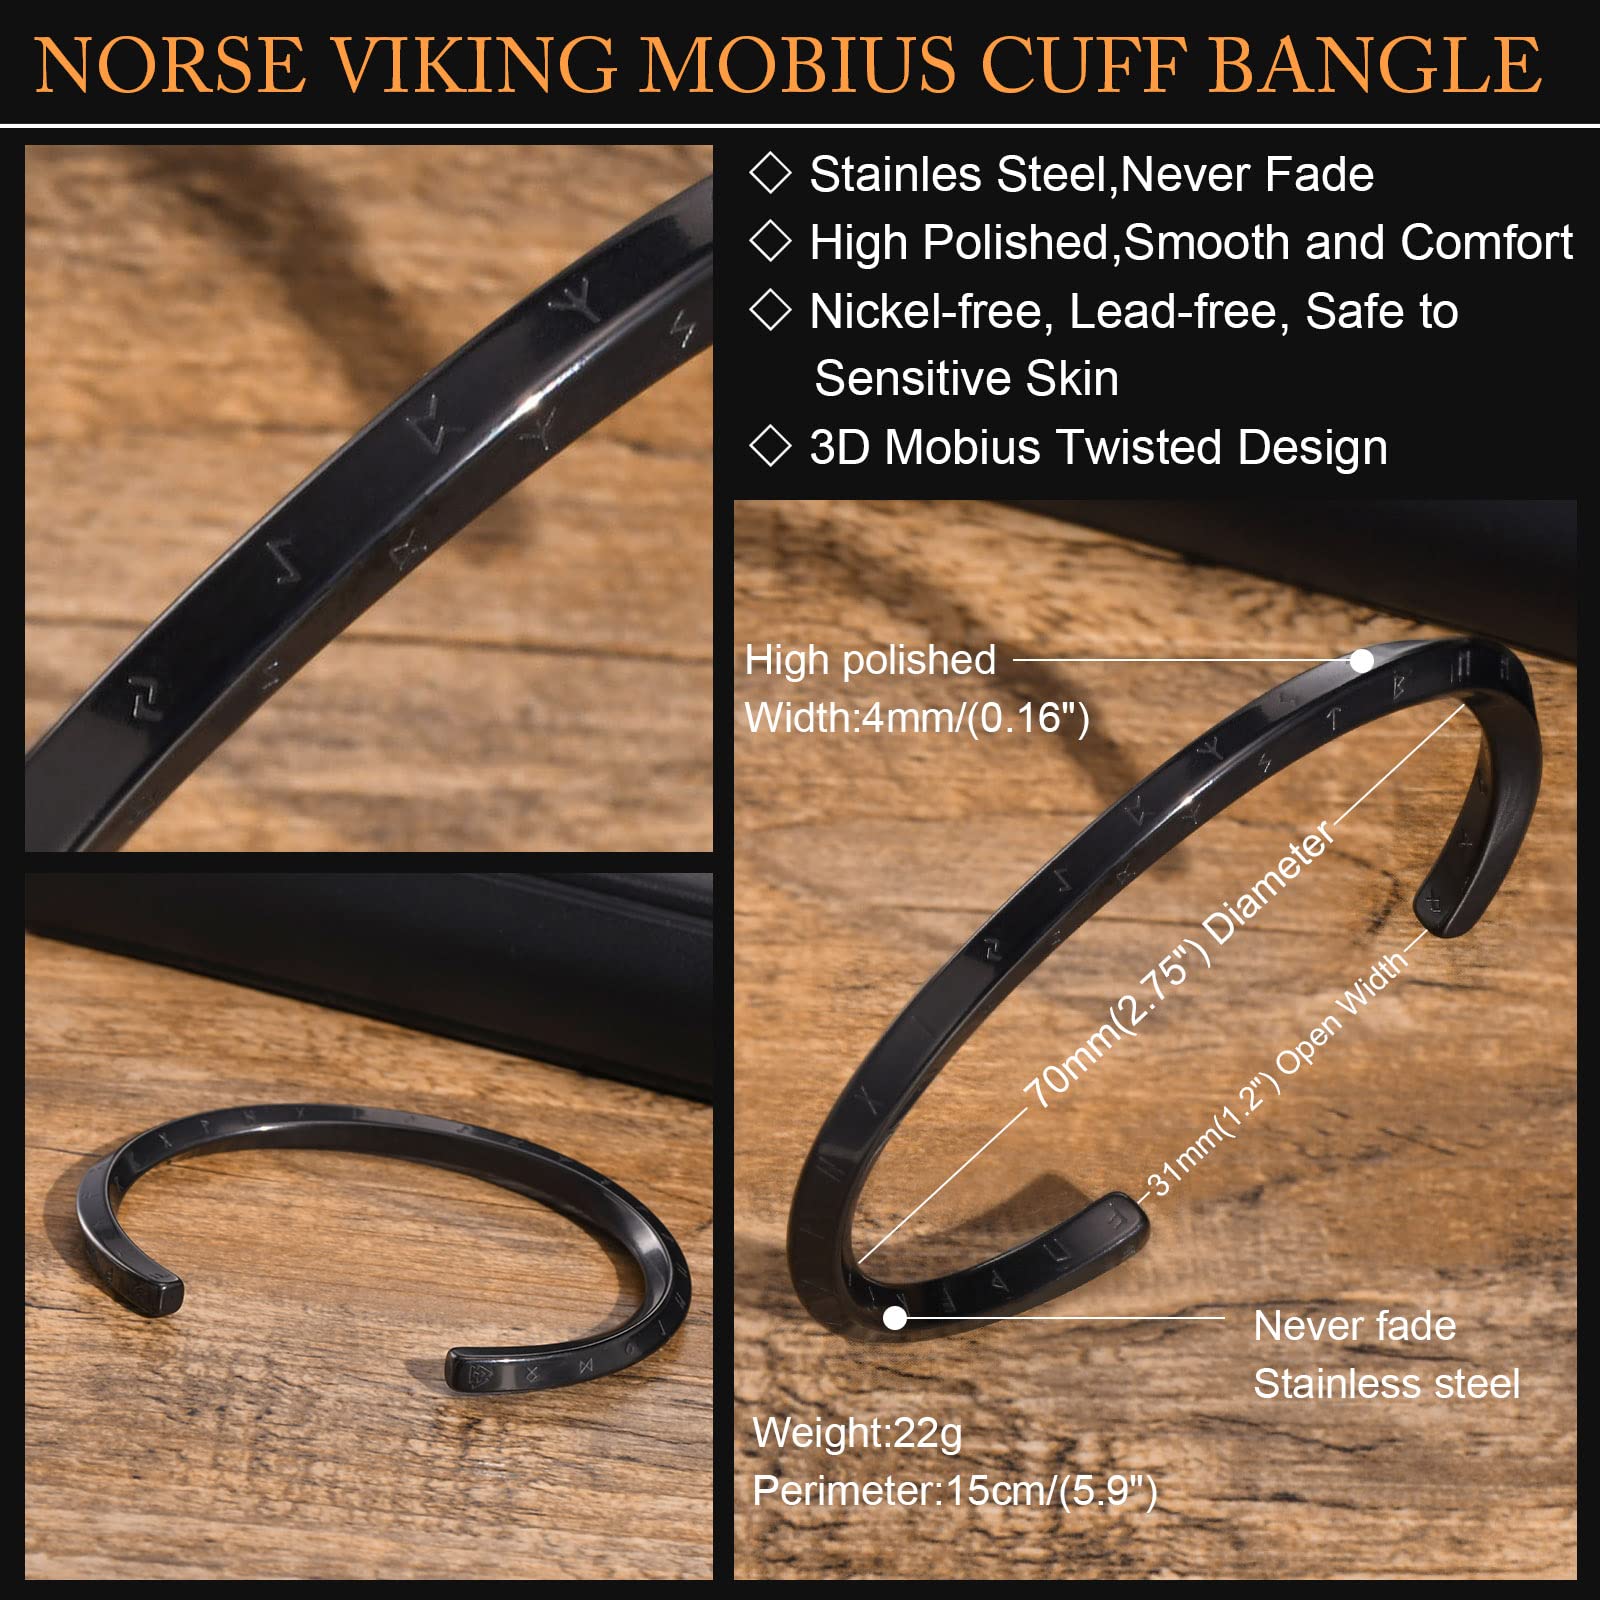 NORSE VIKING MOBIUS CUFF BANGLE
◇ Stainles Steel,Never Fade
◇ High Polished,Smooth and Comfort
◇ Nickel-free, Lead-free, Safe to
Sensitive Skin
◇ 3D Mobius Twisted Design
High polished
Width:4mm/(0.16")
70mm(2.75") Diameter
31mm(1.2") Open Width
Never fade
Stainless steel
Weight:22g
Perimeter:15cm/(5.9")